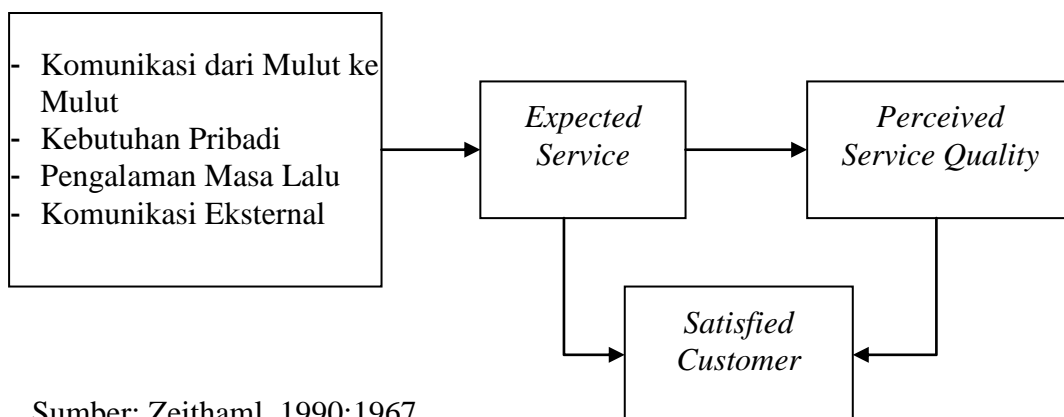 - Komunikasi dari Mulut ke
Mulut
- Kebutuhan Pribadi
- Pengalaman Masa Lalu
- Komunikasi Eksternal
Expected
Service
Perceived
Service Quality
Satisfied
Customer
Sumber: Zeithaml, 1990:1967